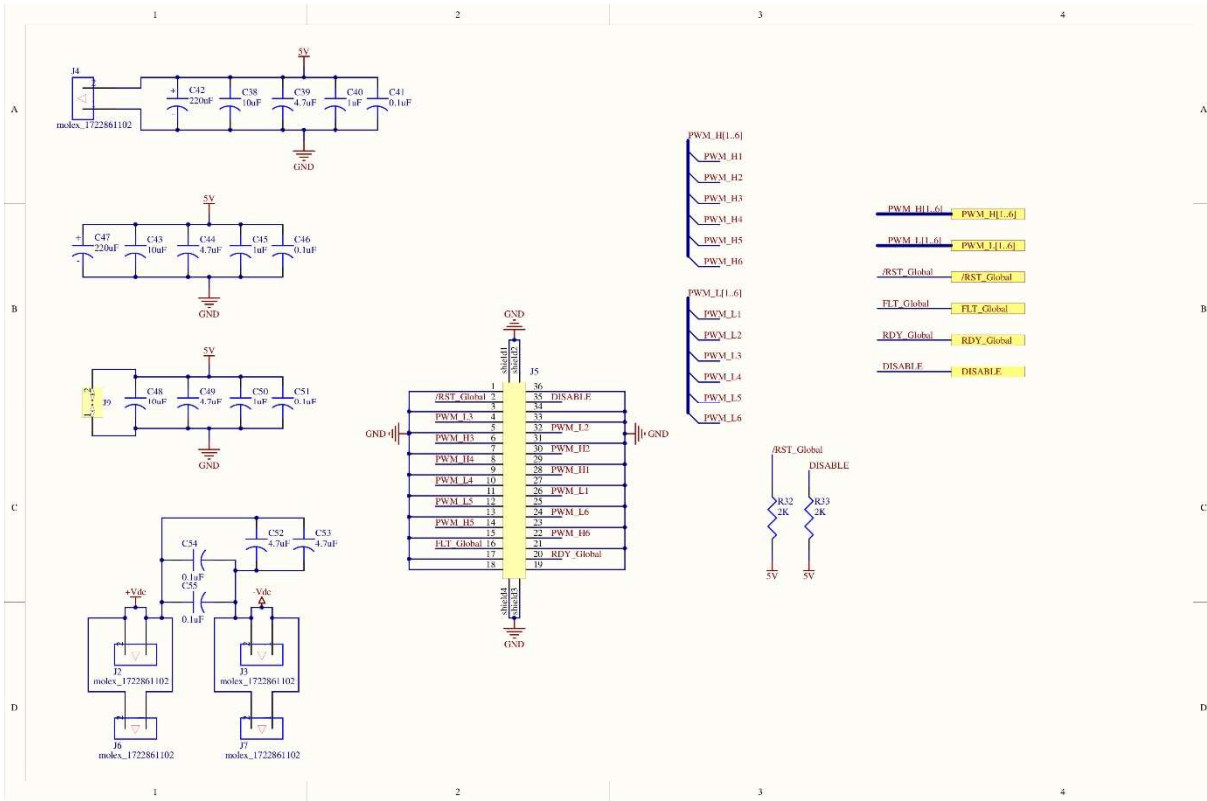 1 2 3 4
A A
B B
C C
D D
1 2 3 4
J4
2
molex_1722861102
5V
+
-
C42
220uF
C38
10uF
C39
4.7uF
C40
1uF
C41
0.1uF
GND
5V
+
-
C47
220uF
C43
10uF
C44
4.7uF
C45
1uF
C46
0.1uF
GND
5V
1 2
J9
C48
10uF
C49
4.7uF
C50
1uF
C51
0.1uF
GND
C52
4.7uF
C53
4.7uF
C54
0.1uF
C55
0.1uF
+Vdc
-Vdc
J2
molex_1722861102
J3
molex_1722861102
J6
molex_1722861102
J7
molex_1722861102
GND
shield1
shield2
J5
1 36
/RST_Global 2 35 DISABLE
3 34
PWM_L3 4 33
5 32 PWM_L2
PWM_H3 6 31
7 30 PWM_H2
PWM_H4 8 29
9 28 PWM_H1
PWM_L4 10 27
11 26 PWM_L1
PWM_L5 12 25
13 24 PWM_L6
PWM_H5 14 23
15 22 PWM_H6
FLT_Global 16 21
17 20 RDY_Global
18 19
GND
GND
shield4
shield3
GND
PWM_H[1..6]
PWM_H1
PWM_H2
PWM_H3
PWM_H4
PWM_H5
PWM_H6
PWM_L[1..6]
PWM_L1
PWM_L2
PWM_L3
PWM_L4
PWM_L5
PWM_L6
PWM_H[1..6] PWM_H[1..6]
PWM_L[1..6] PWM_L[1..6]
/RST_Global /RST_Global
FLT_Global FLT_Global
RDY_Global RDY_Global
DISABLE DISABLE
/RST_Global
DISABLE
R32
2K
R33
2K
5V
5V